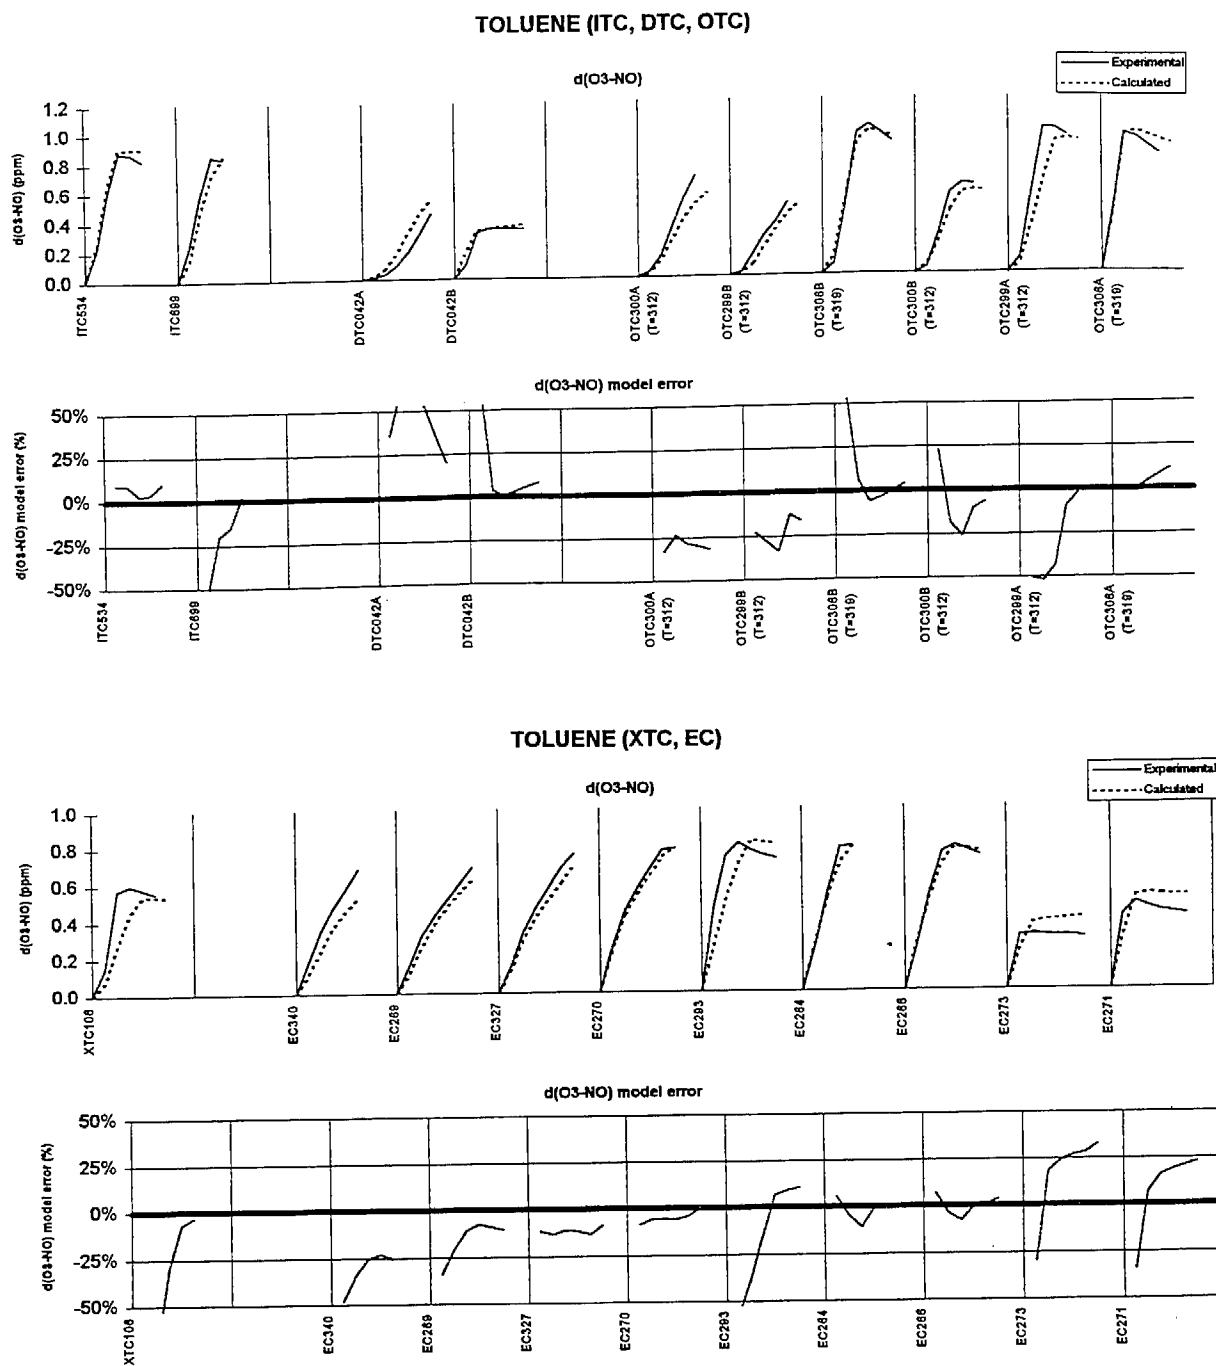 TOLUENE (ITC, DTC, OTC)
Experimental
Calculated
d(O3-NO)
d(O3-NO) (ppm)
1.2
1.0
0.8
0.6
0.4
0.2
0.0
ITC534
ITC699
DTC042A
DTC042B
OTC300A
(T=312)
OTC299B
(T=312)
OTC306B
(T=319)
OTC300B
(T=312)
OTC299A
(T=312)
OTC306A
(T=319)
d(O3-NO) model error
d(O3-NO) model error (%)
50%
25%
0%
-25%
-50%
ITC534
ITC699
DTC042A
DTC042B
OTC300A
(T=312)
OTC299B
(T=312)
OTC306B
(T=319)
OTC300B
(T=312)
OTC299A
(T=312)
OTC306A
(T=319)
TOLUENE (XTC, EC)
Experimental
Calculated
d(O3-NO)
d(O3-NO) (ppm)
1.0
0.8
0.6
0.4
0.2
0.0
XTC106
EC340
EC269
EC327
EC270
EC293
EC264
EC266
EC273
EC271
d(O3-NO) model error
d(O3-NO) model error (%)
50%
25%
0%
-25%
-50%
XTC106
EC340
EC269
EC327
EC270
EC293
EC264
EC266
EC273
EC271